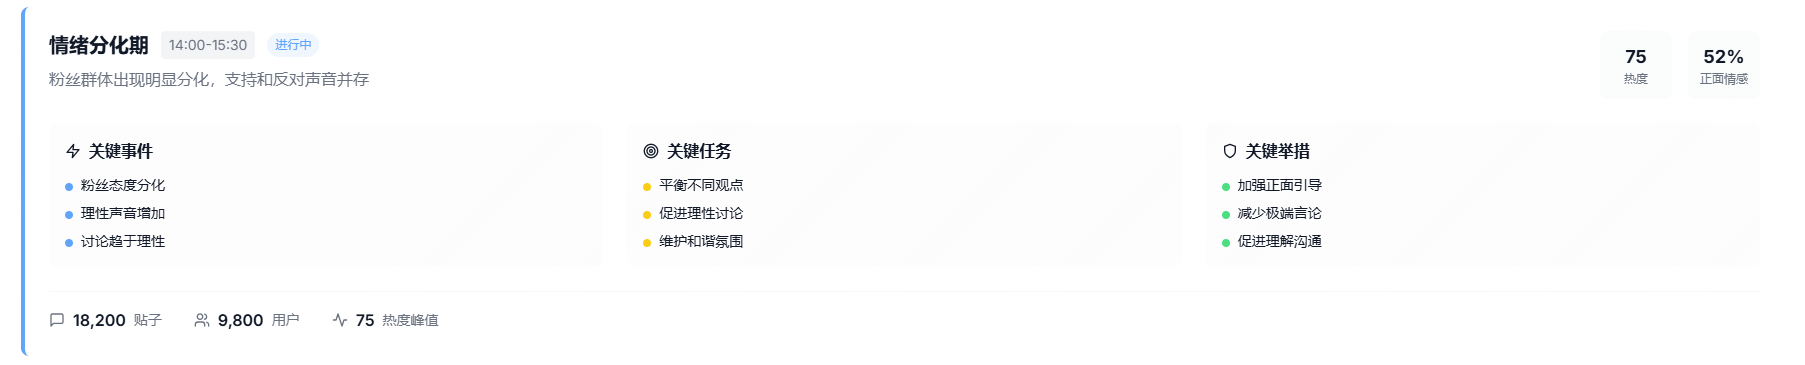 情绪分化期 14:00-15:30 进行中
粉丝群体出现明显分化，支持和反对声音并存
75
热度
52%
正面情感
关键事件
粉丝态度分化
理性声音增加
讨论趋于理性
关键任务
平衡不同观点
促进理性讨论
维护和谐氛围
关键举措
加强正面引导
减少极端言论
促进理解沟通
18,200 贴子 9,800 用户 75 热度峰值